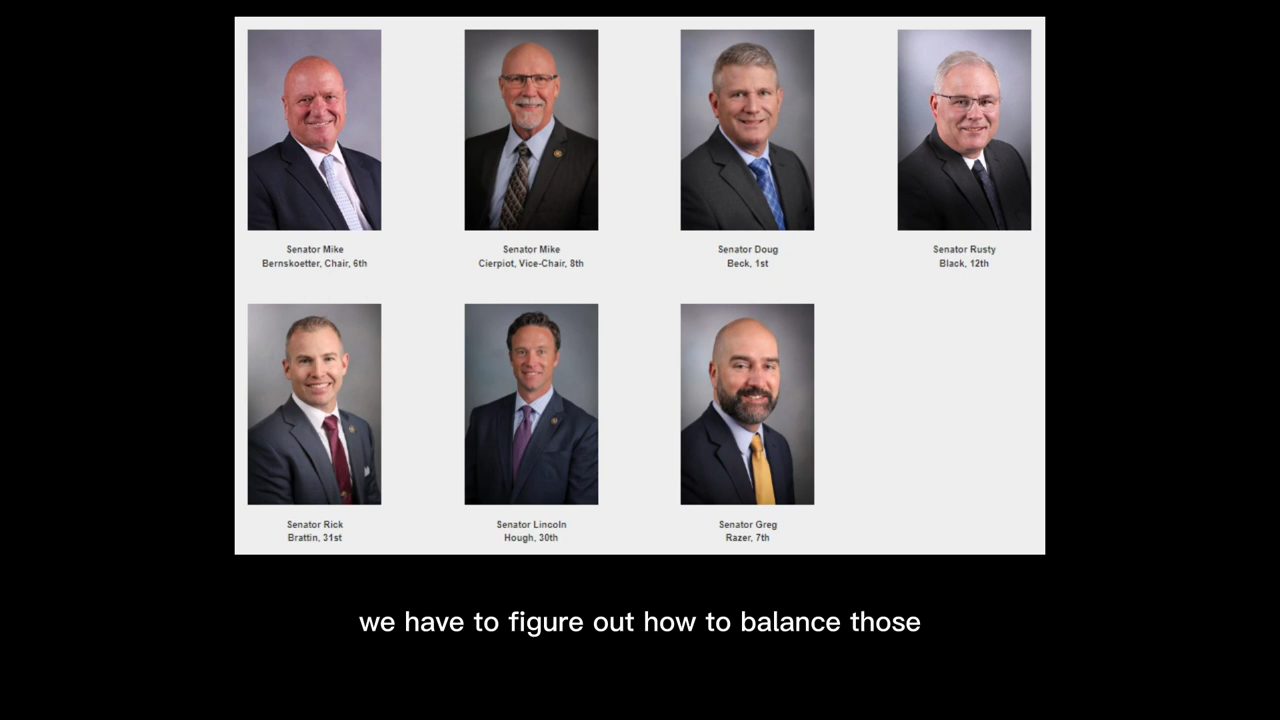 Senator Mike
Bernskoetter, Chair, 6th
Senator Mike
Cierpiot, Vice-Chair, 8th
Senator Doug
Beck, 1st
Senator Rusty
Black, 12th
Senator Rick
Brattin, 31st
Senator Lincoln
Hough, 30th
Senator Greg
Razer, 7th
we have to figure out how to balance those